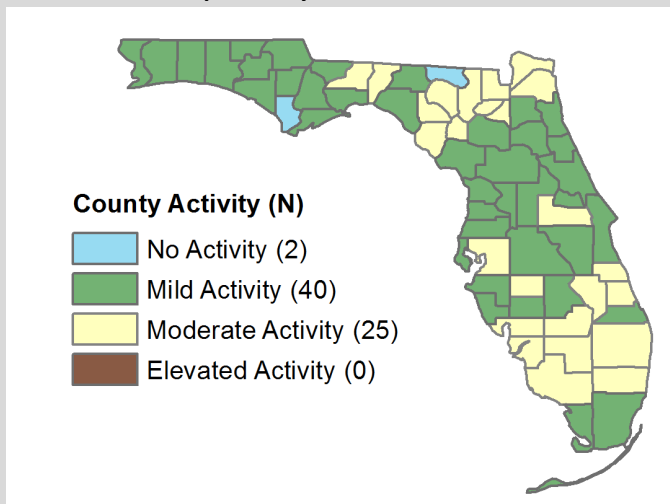 County Activity (N)
No Activity (2)
Mild Activity (40)
Moderate Activity (25)
Elevated Activity (0)